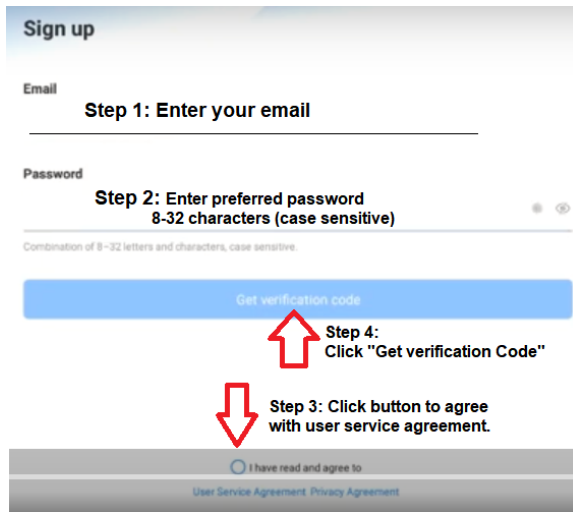 Sign up
Email
Step 1: Enter your email
Password
Step 2: Enter preferred password
8-32 characters (case sensitive)
Combination of 8-32 letters and characters, case sensitive.
Get verification code
Step 4:
Click "Get verification Code"
Step 3: Click button to agree
with user service agreement.
I have read and agree to
User Service Agreement Privacy Agreement